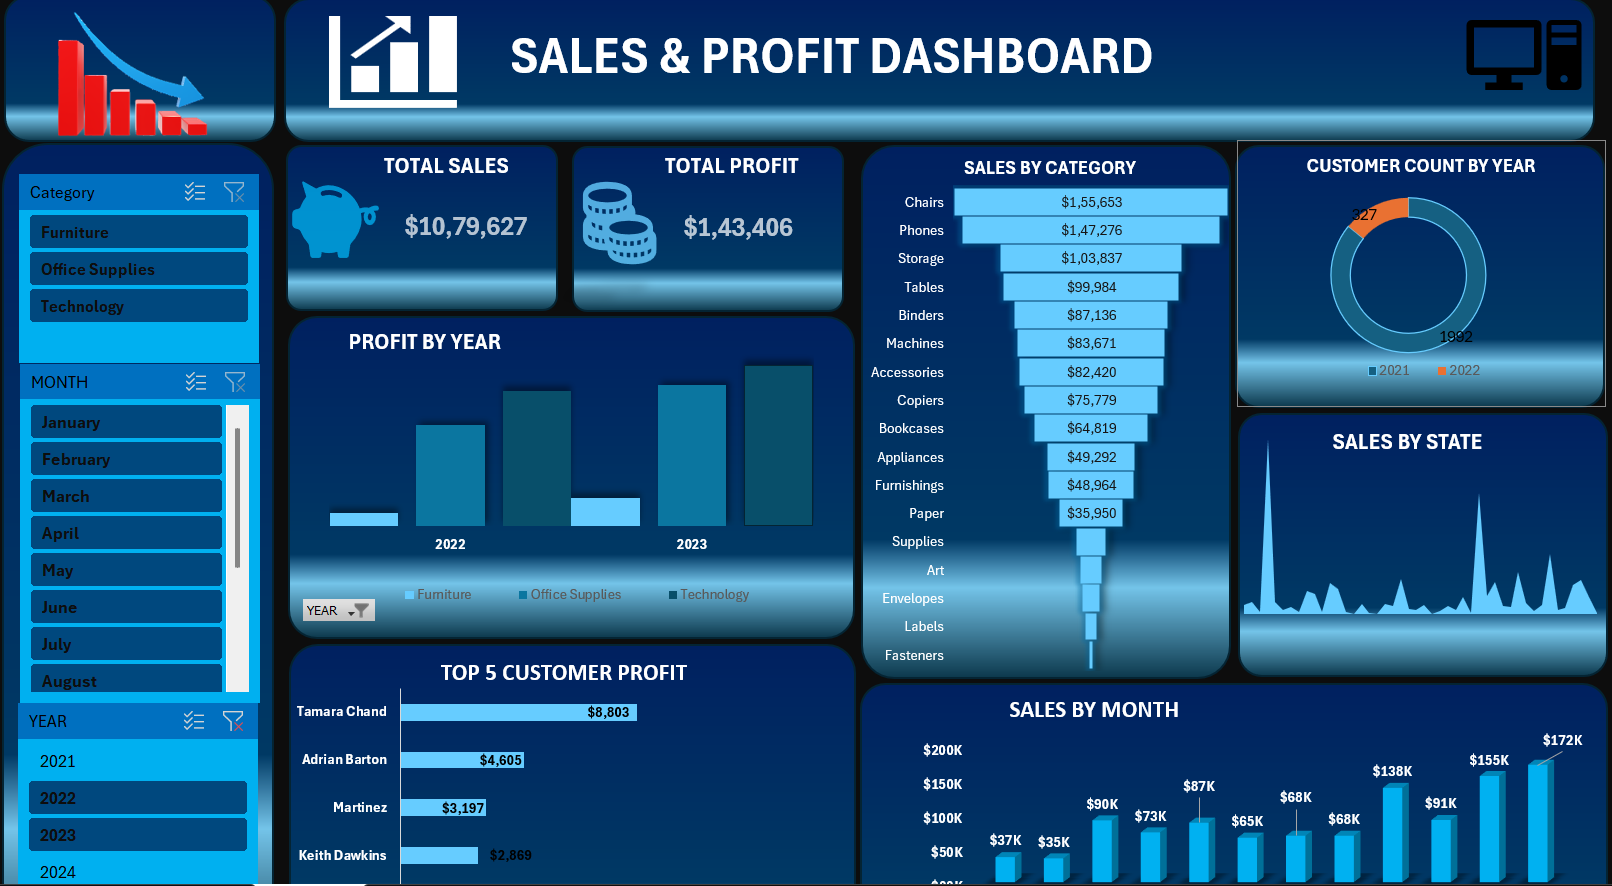 SALES & PROFIT DASHBOARD
Category
Furniture
Office Supplies
Technology
MONTH
January
February
March
April
May
June
July
August
YEAR
2021
2022
2023
2024
TOTAL SALES
$10,79,627
TOTAL PROFIT
$1,43,406
PROFIT BY YEAR
2022
2023
Furniture
Office Supplies
Technology
YEAR
TOP 5 CUSTOMER PROFIT
Tamara Chand $8,803
Adrian Barton $4,605
Martinez $3,197
Keith Dawkins $2,869
SALES BY CATEGORY
Chairs $1,55,653
Phones $1,47,276
Storage $1,03,837
Tables $99,984
Binders $87,136
Machines $83,671
Accessories $82,420
Copiers $75,779
Bookcases $64,819
Appliances $49,292
Furnishings $48,964
Paper $35,950
Supplies
Art
Envelopes
Labels
Fasteners
CUSTOMER COUNT BY YEAR
327
1992
2021
2022
SALES BY STATE
SALES BY MONTH
$200K
$150K
$100K
$50K
$37K
$35K
$90K
$73K
$87K
$65K
$68K
$68K
$138K
$91K
$155K
$172K